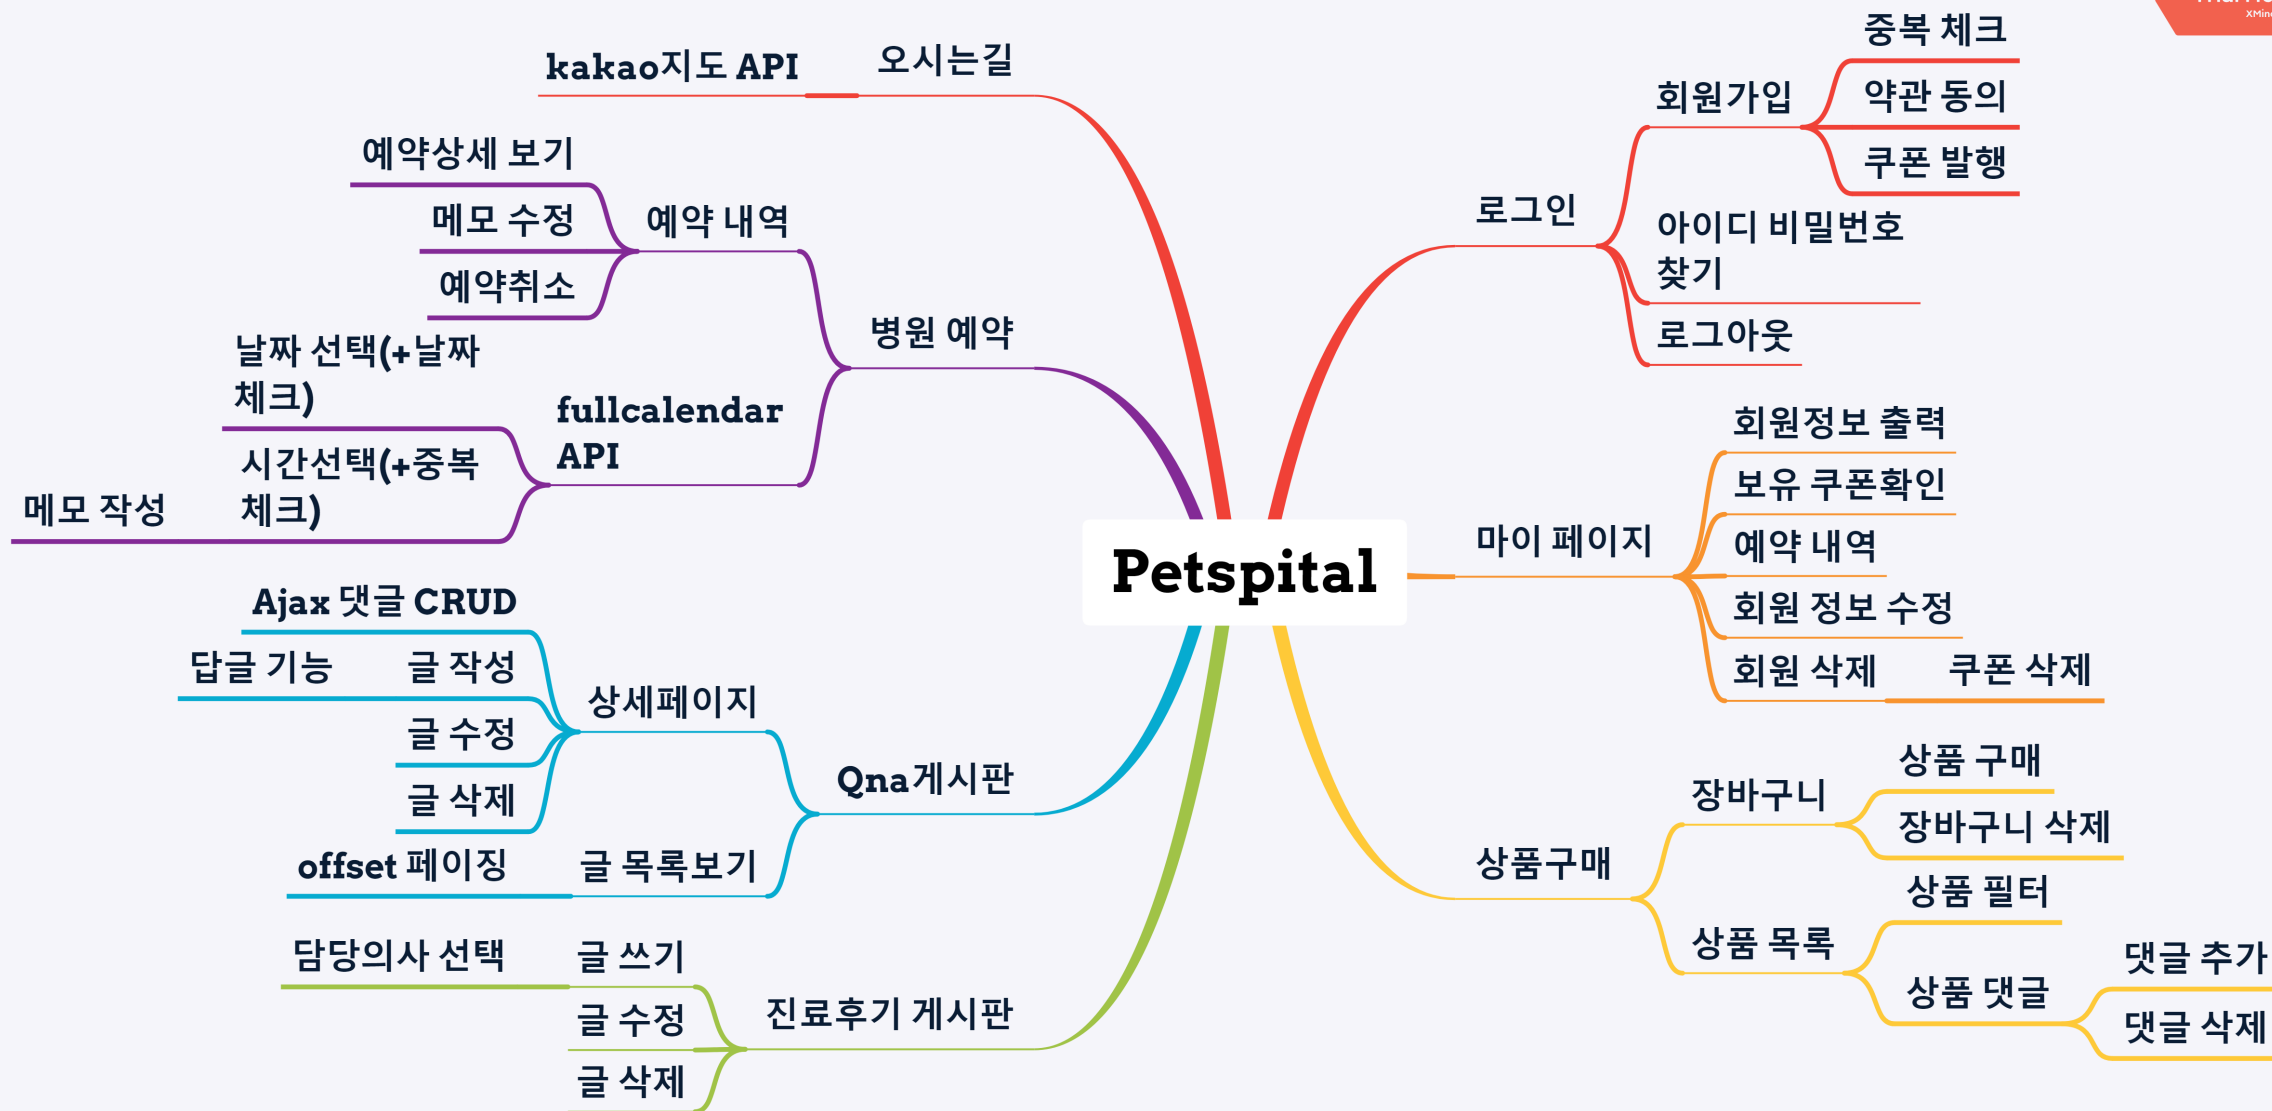 Petspital
로그인
회원가입
중복 체크
약관 동의
쿠폰 발행
아이디 비밀번호
찾기
로그아웃
마이 페이지
회원정보 출력
보유 쿠폰확인
예약 내역
회원 정보 수정
회원 삭제
쿠폰 삭제
상품구매
장바구니
상품 구매
장바구니 삭제
상품 목록
상품 필터
상품 댓글
댓글 추가
댓글 삭제
오시는길
kakao지도 API
병원 예약
예약 내역
예약상세 보기
메모 수정
예약취소
fullcalendar
API
날짜 선택(+날짜
체크)
시간선택(+중복
체크)
메모 작성
Qna게시판
상세페이지
Ajax 댓글 CRUD
글 작성
답글 기능
글 수정
글 삭제
글 목록보기
offset 페이징
진료후기 게시판
글 쓰기
담당의사 선택
글 수정
글 삭제